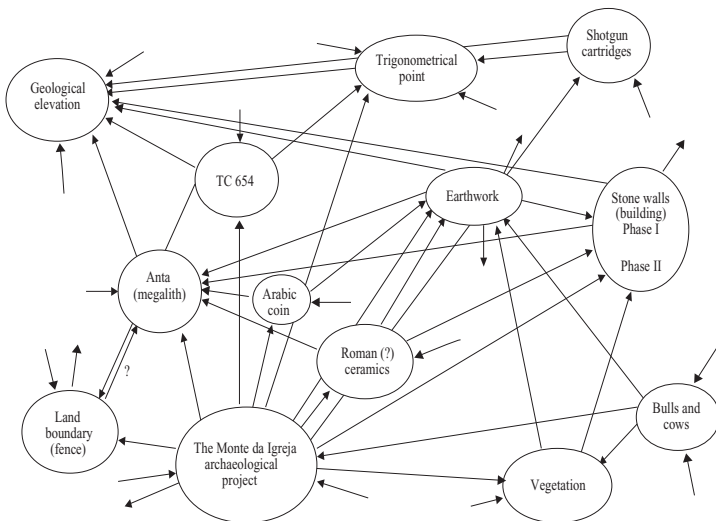 Shotgun
cartridges
Trigonometrical
point
Geological
elevation
TC 654
Earthwork
Stone walls
(building)
Phase I
Phase II
Anta
(megalith)
Arabic
coin
Roman (?)
ceramics
?
Land
boundary
(fence)
Bulls and
cows
The Monte da Igreja
archaeological
project
Vegetation